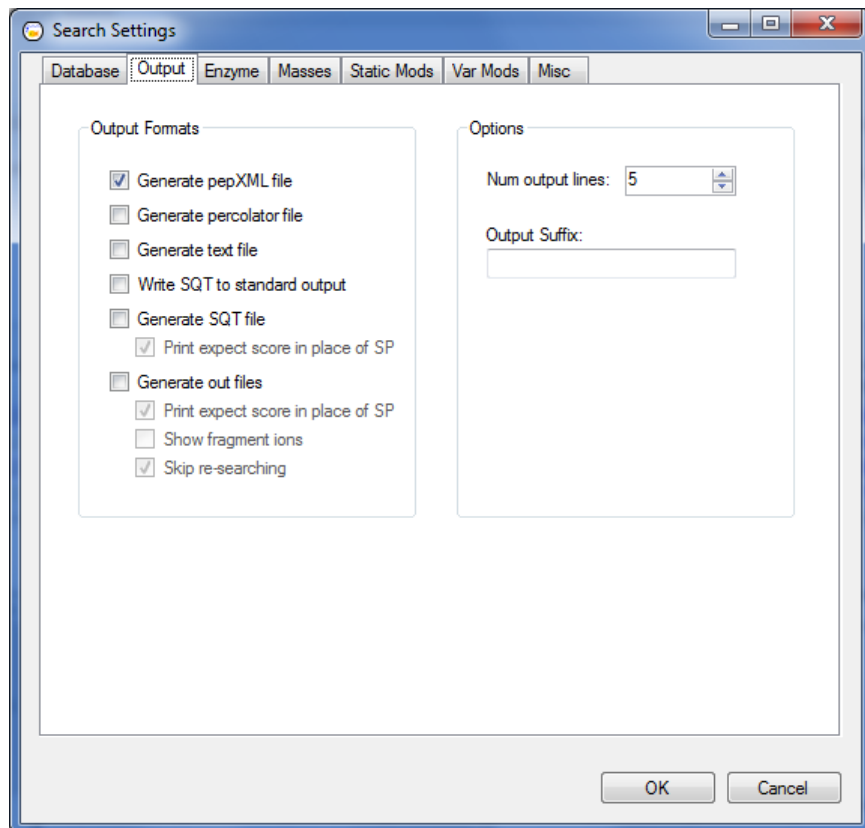 Search Settings
Database Output Enzyme Masses Static Mods Var Mods Misc
Output Formats
Generate pepXML file
Generate percolator file
Generate text file
Write SQT to standard output
Generate SQT file
Print expect score in place of SP
Generate out files
Print expect score in place of SP
Show fragment ions
Skip re-searching
Options
Num output lines: 5
Output Suffix:
OK Cancel